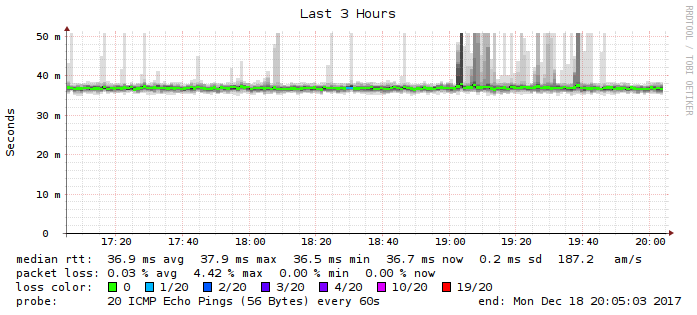 Last 3 Hours
RRDTOOL / TOBI OETIKER
Seconds
50 m
40 m
30 m
20 m
10 m
0
17:20 17:40 18:00 18:20 18:40 19:00 19:20 19:40 20:00
median rtt: 36.9 ms avg 37.9 ms max 36.5 ms min 36.7 ms now 0.2 ms sd 187.2 am/s
packet loss: 0.03 % avg 4.42 % max 0.00 % min 0.00 % now
loss color: 0 1/20 2/20 3/20 4/20 10/20 19/20
probe: 20 ICMP Echo Pings (56 Bytes) every 60s end: Mon Dec 18 20:05:03 2017